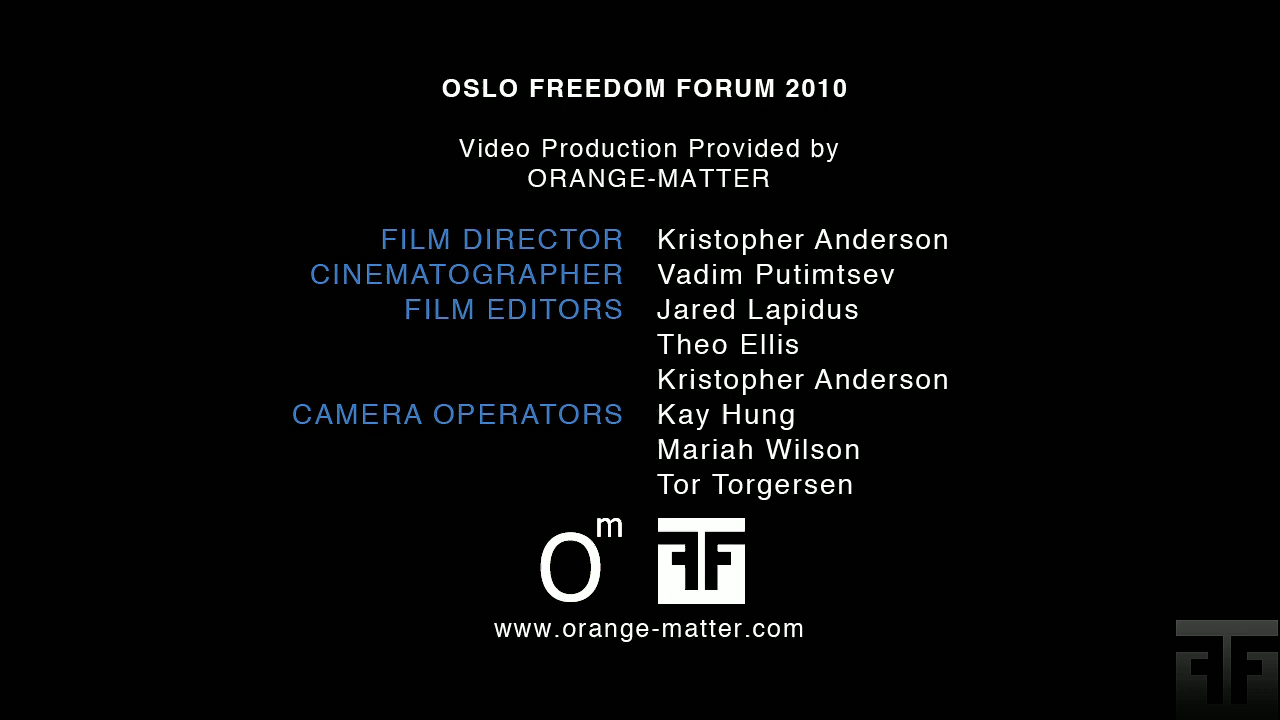 OSLO FREEDOM FORUM 2010
Video Production Provided by
ORANGE-MATTER
FILM DIRECTOR Kristopher Anderson
CINEMATOGRAPHER Vadim Putimtsev
FILM EDITORS Jared Lapidus
Theo Ellis
Kristopher Anderson
CAMERA OPERATORS Kay Hung
Mariah Wilson
Tor Torgersen
Om
www.orange-matter.com